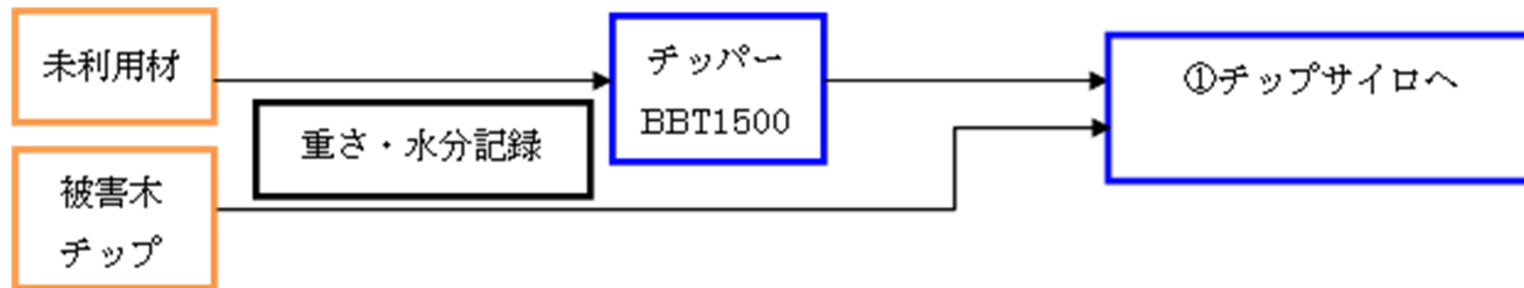 未利用材
チッパー
BBT1500
①チップサイロへ
重さ・水分記録
被害木
チップ